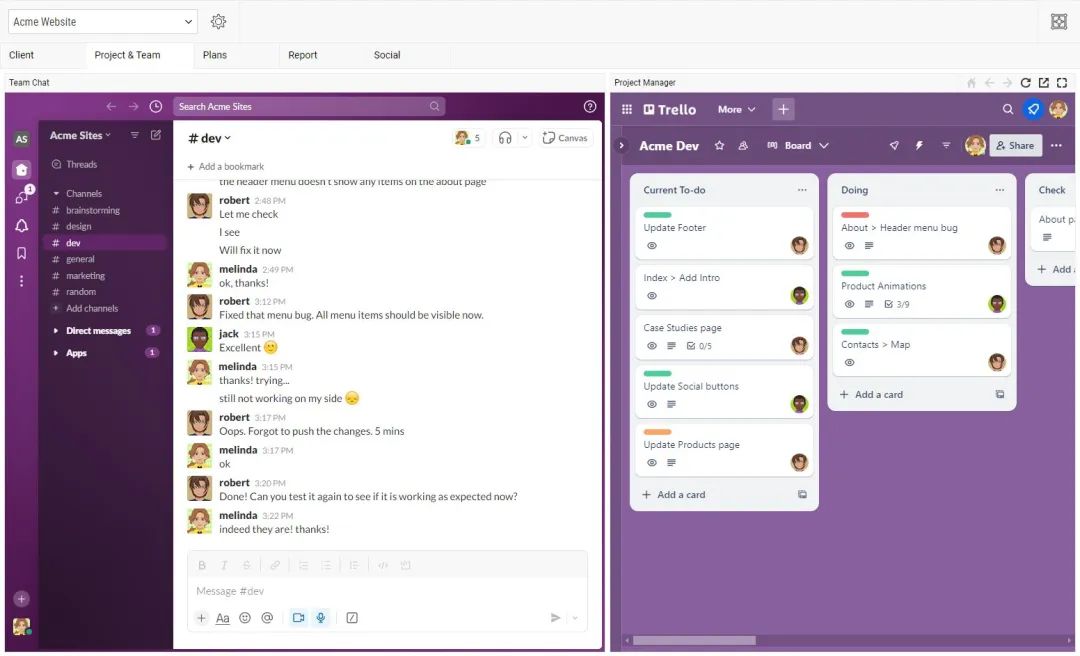 Acme Website
Client
Project & Team
Plans
Report
Social
Team Chat
Search Acme Sites
AS
1
Acme Sites
Threads
Channels
# brainstorming
# design
# dev
# general
# marketing
# random
+ Add channels
Direct messages 1
Apps 1
# dev
5
Canvas
+ Add a bookmark
the header menu doesn't show any items on the about page
robert 2:48 PM
Let me check
I see
Will fix it now
melinda 2:49 PM
ok, thanks!
robert 3:12 PM
Fixed that menu bug. All menu items should be visible now.
jack 3:15 PM
Excellent 🙂
melinda 3:15 PM
thanks! trying...
still not working on my side 😞
robert 3:17 PM
Oops. Forgot to push the changes. 5 mins
melinda 3:17 PM
ok
robert 3:20 PM
Done! Can you test it again to see if it is working as expected now?
melinda 3:22 PM
indeed they are! thanks!
B I S
Message #dev
+ Aa
Project Manager
Trello
More
+
Acme Dev
Board
Share
Current To-do
Update Footer
Index > Add Intro
Case Studies page
0/5
Update Social buttons
Update Products page
+ Add a card
Doing
About > Header menu bug
Product Animations
3/9
Contacts > Map
+ Add a card
Check
About
+ Add